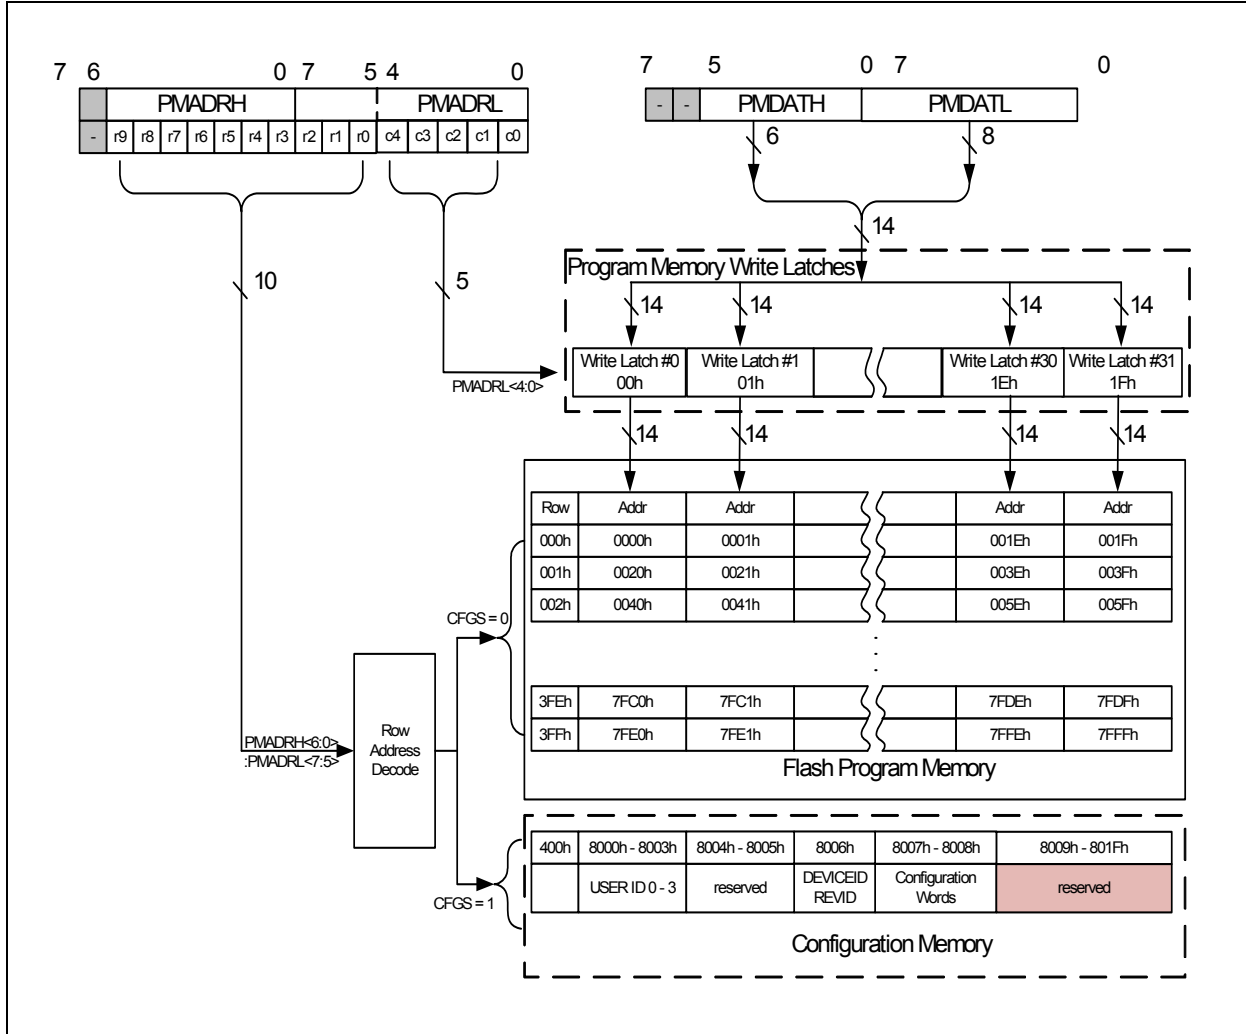 7 6 0 7 5 4 0
PMADRH PMADRL
- r9 r8 r7 r6 r5 r4 r3 r2 r1 r0 c4 c3 c2 c1 c0
7 5 0 7 0
- - PMDATH PMDATL
6 8
14
10 5
Program Memory Write Latches
14 14 14 14
Write Latch #0 Write Latch #1 Write Latch #30 Write Latch #31
00h 01h 1Eh 1Fh
PMADRL<4:0>
14 14 14 14
Row Addr Addr Addr Addr
000h 0000h 0001h 001Eh 001Fh
001h 0020h 0021h 003Eh 003Fh
002h 0040h 0041h 005Eh 005Fh
CFGS = 0
3FEh 7FC0h 7FC1h 7FDEh 7FDFh
3FFh 7FE0h 7FE1h 7FFEh 7FFFh
Flash Program Memory
PMADRH<6:0>
:PMADRL<7:5>
Row
Address
Decode
400h 8000h - 8003h 8004h - 8005h 8006h 8007h - 8008h 8009h - 801Fh
USER ID 0 - 3 reserved DEVICEID Configuration reserved
REVID Words
CFGS = 1
Configuration Memory